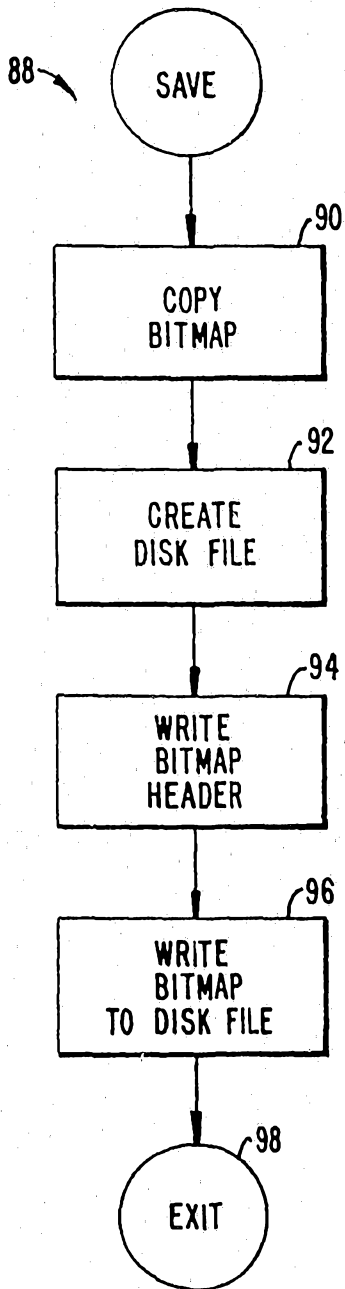 88
SAVE
90
COPY
BITMAP
92
CREATE
DISK FILE
94
WRITE
BITMAP
HEADER
96
WRITE
BITMAP
TO DISK FILE
98
EXIT